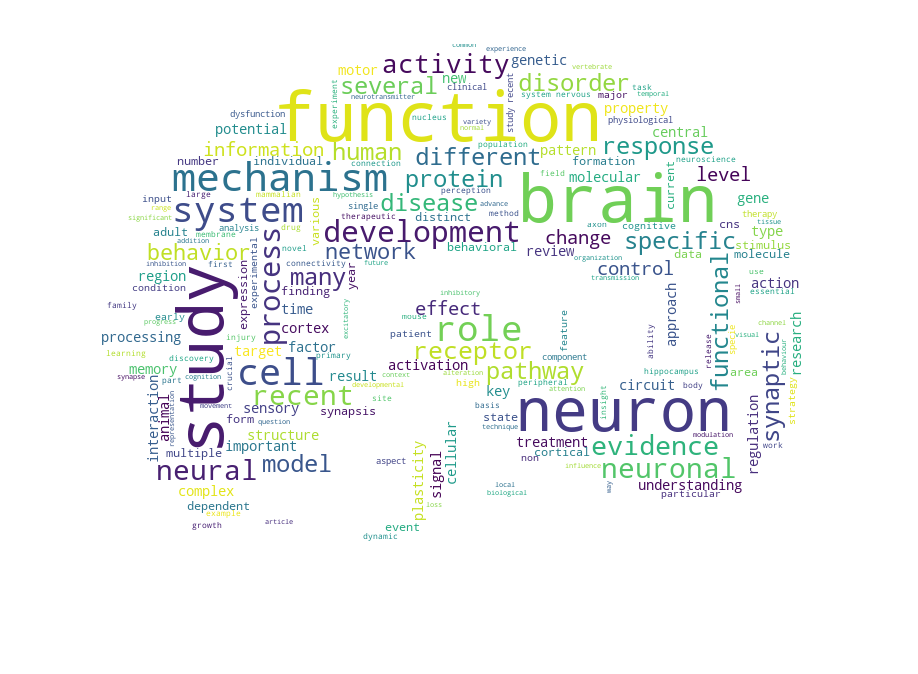 common experience
activity genetic
motor new vertebrate
several clinical disorder task
experiment neurotransmitter system nervous major temporal
function study recent property
dysfunction nucleus variety physiological
potential normal central
information human population pattern response
number individual connection different formation neuroscience
mechanism perception field molecular current level
large mammalian hypothesis protein brain
input system various single disease advance gene
range therapeutic distinct method therapy
significant analysis drug axon cognitive cns tissue
adult membrane development change specific type
addition novel behavioral data stimulus
behavior experimental network review organization molecule
inhibition first connectivity future control
region process many year transmission use
condition expression finding inhibitory approach functional action
family early time excitatory effect feature small essential
progress cortex role ability release specie channel
processing injury patient visual research
learning target factor receptor component area behaviour
discovery primary activation pathway hippocampus
memory study cell result alteration peripheral circuit body
synapse part cognition crucial developmental high attention
recent context key insight strategy
movement sensory synapsis site basis state neuron regulation synaptic
interaction animal representation form question mouse technique modulation
important structure treatment evidence work
multiple cellular non cortical
neural model aspect signal influence neuronal
complex plasticity local way understanding
dependent biological particular
example loss
growth article event
dynamic